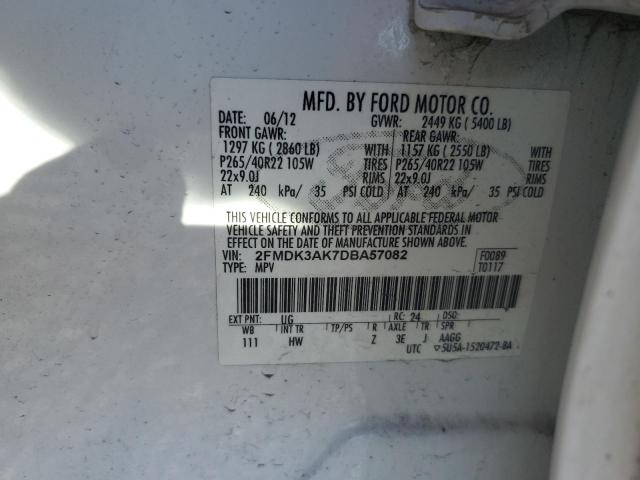 MFD. BY FORD MOTOR CO.
DATE: 06/12 GVWR: 2449 KG ( 5400 LB)
FRONT GAWR: REAR GAWR:
1297 KG ( 2860 LB) WITH 1157 KG ( 2550 LB) WITH
P265/40R22 105W TIRES P265/40R22 105W TIRES
22x9.0J RIMS 22x9.0J RIMS
AT 240 kPa/ 35 PSI COLD AT 240 kPa/ 35 PSI COLD
THIS VEHICLE CONFORMS TO ALL APPLICABLE FEDERAL MOTOR
VEHICLE SAFETY AND THEFT PREVENTION STANDARDS IN
EFFECT ON THE DATE OF MANUFACTURE SHOWN ABOVE.
VIN: 2FMDK3AK7DBA57082 F0089
TYPE: MPV T0117
EXT PNT: UG RC: 24 DSO:
WB INT TR TP/PS R AXLE TR SPR
111 HW Z 3E J AAGG
UTC ▽5U5A-1520472-BA